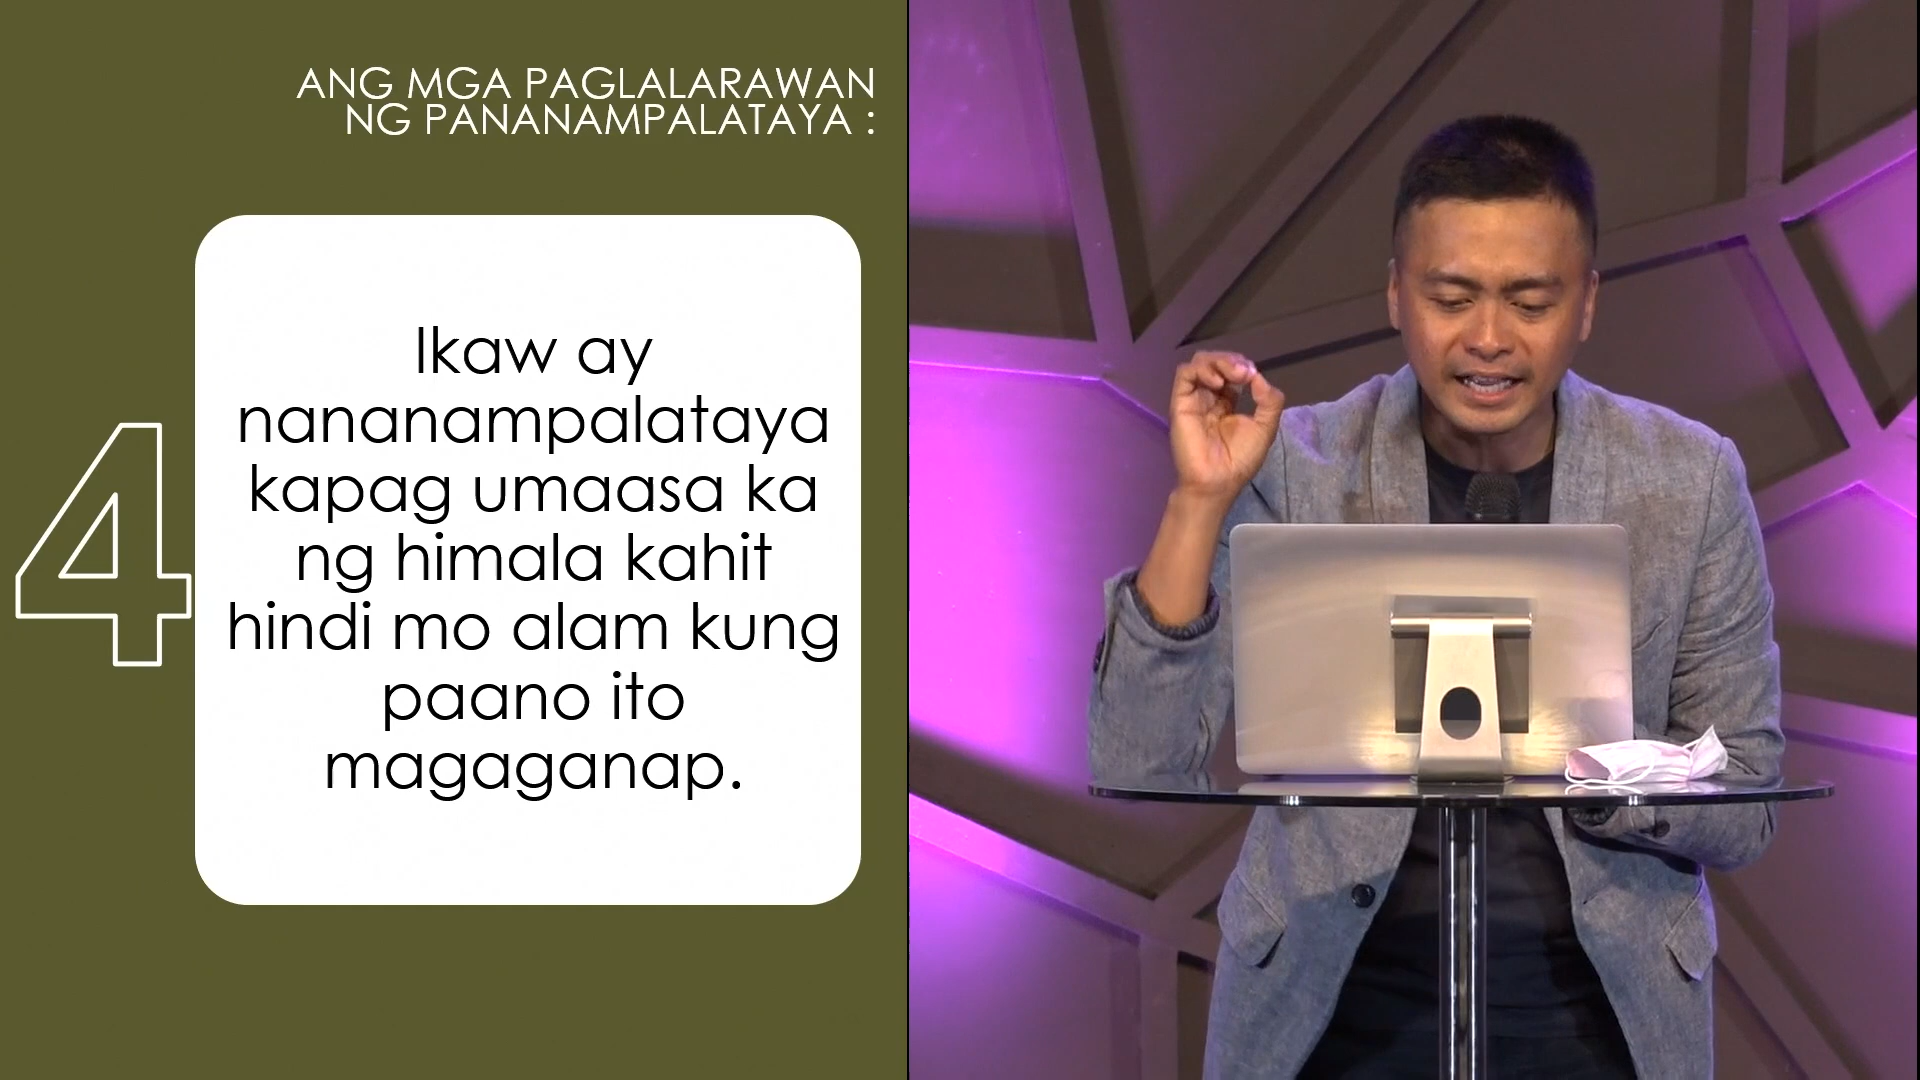 ANG MGA PAGLALARAWAN
NG PANANAMPALATAYA :
4
Ikaw ay
nananampalataya
kapag umaasa ka
ng himala kahit
hindi mo alam kung
paano ito
magaganap.